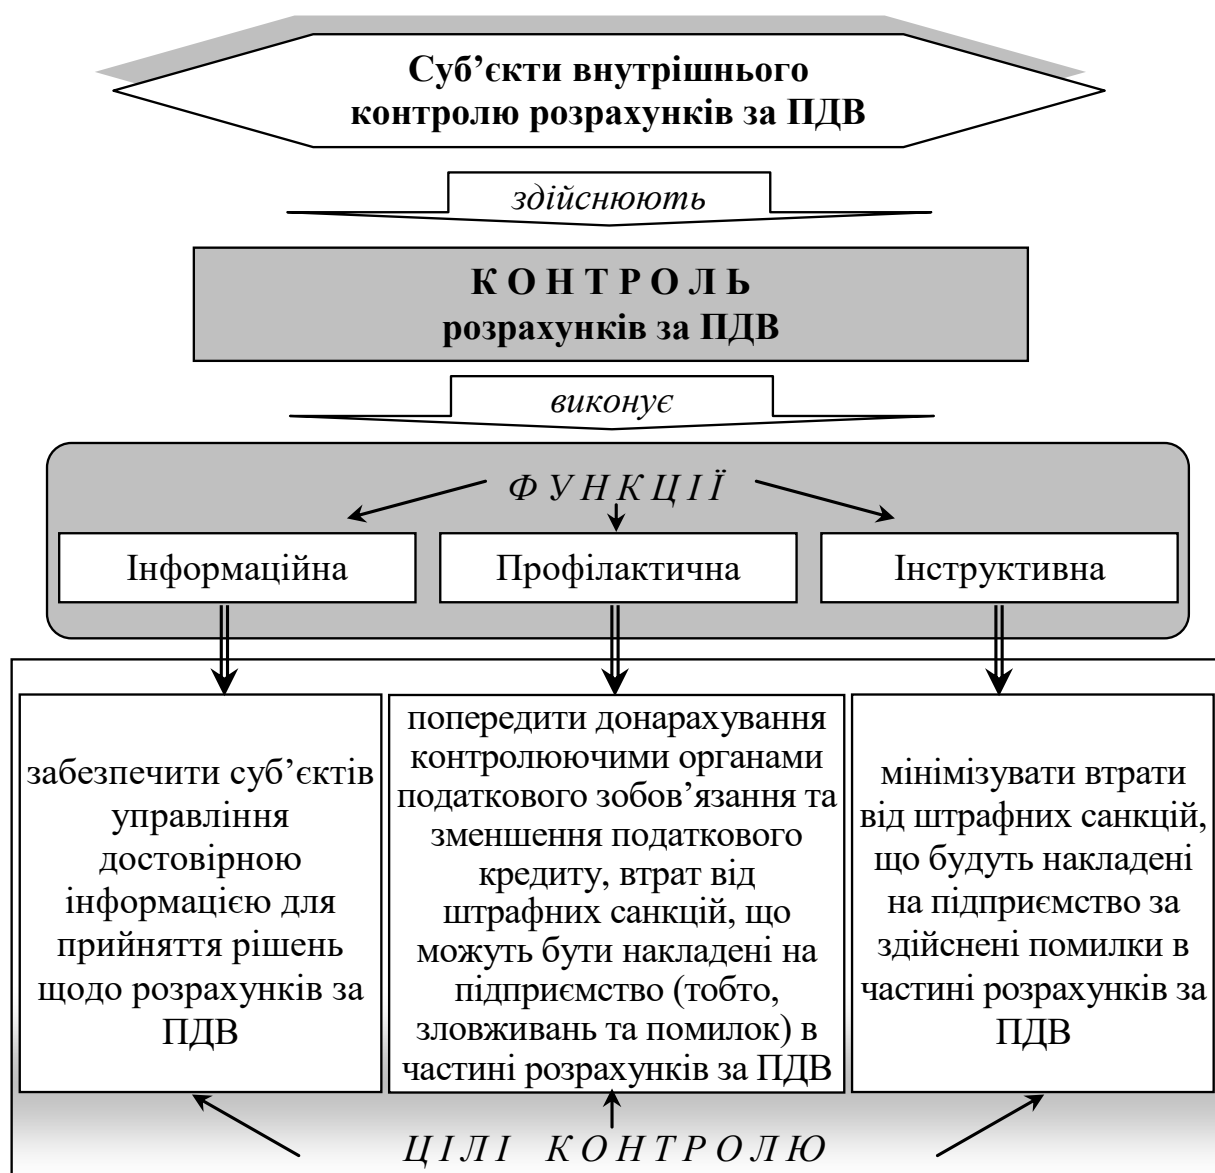 Суб’єкти внутрішнього
контролю розрахунків за ПДВ
здійснюють
К О Н Т Р О Л Ь
розрахунків за ПДВ
виконує
Ф У Н К Ц І Ї
Інформаційна
Профілактична
Інструктивна
забезпечити суб’єктів
управління
достовірною
інформацією для
прийняття рішень
щодо розрахунків за
ПДВ
попередити донарахування
контролюючими органами
податкового зобов’язання та
зменшення податкового
кредиту, втрат від
штрафних санкцій, що
можуть бути накладені на
підприємство (тобто,
зловживань та помилок) в
частині розрахунків за ПДВ
мінімізувати втрати
від штрафних санкцій,
що будуть накладені
на підприємство за
здійснені помилки в
частині розрахунків за
ПДВ
Ц І Л І К О Н Т Р О Л Ю